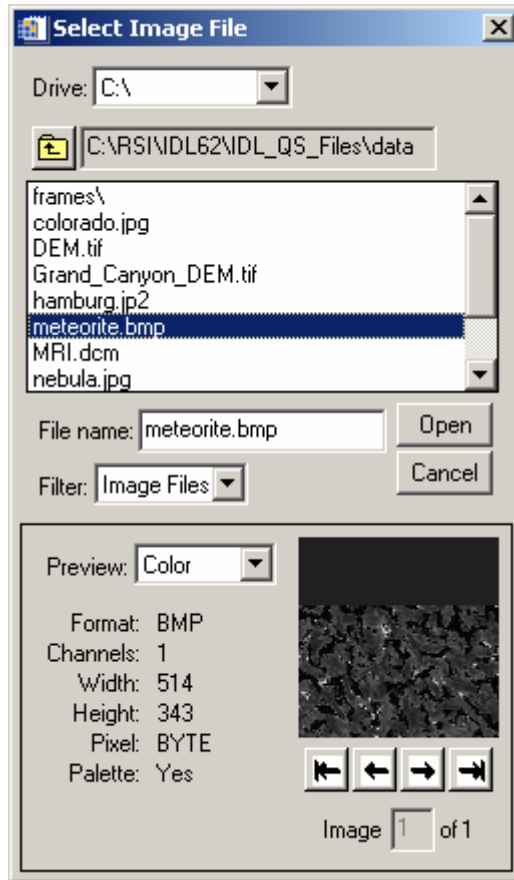 Select Image File
Drive: C:\
C:\RSI\IDL62\IDL_QS_Files\data
frames\
colorado.jpg
DEM.tif
Grand_Canyon_DEM.tif
hamburg.jp2
meteorite.bmp
MRI.dcm
nebula.jpg
File name: meteorite.bmp
Open
Filter: Image Files
Cancel
Preview: Color
Format: BMP
Channels: 1
Width: 514
Height: 343
Pixel: BYTE
Palette: Yes
Image 1 of 1